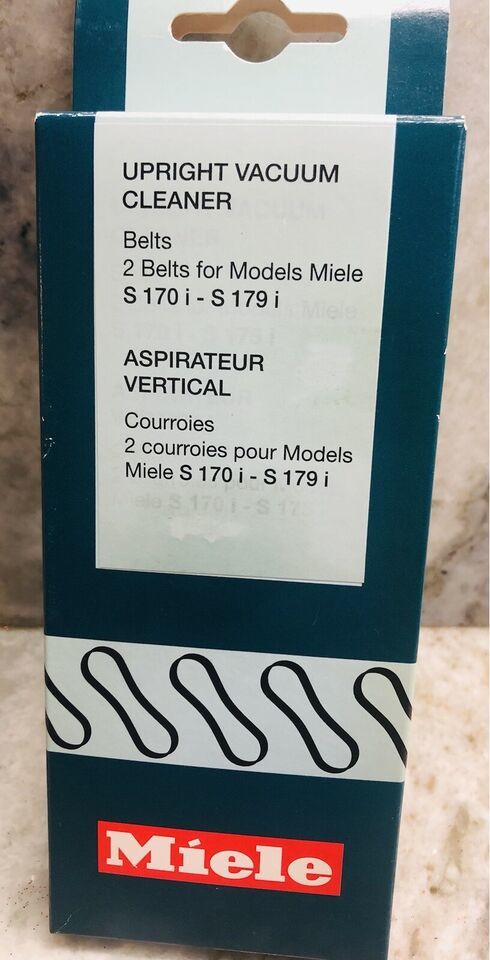 UPRIGHT VACUUM
CLEANER
Belts
2 Belts for Models Miele
S 170 i - S 179 i
ASPIRATEUR
VERTICAL
Courroies
2 courroies pour Models
Miele S 170 i - S 179 i
Miele